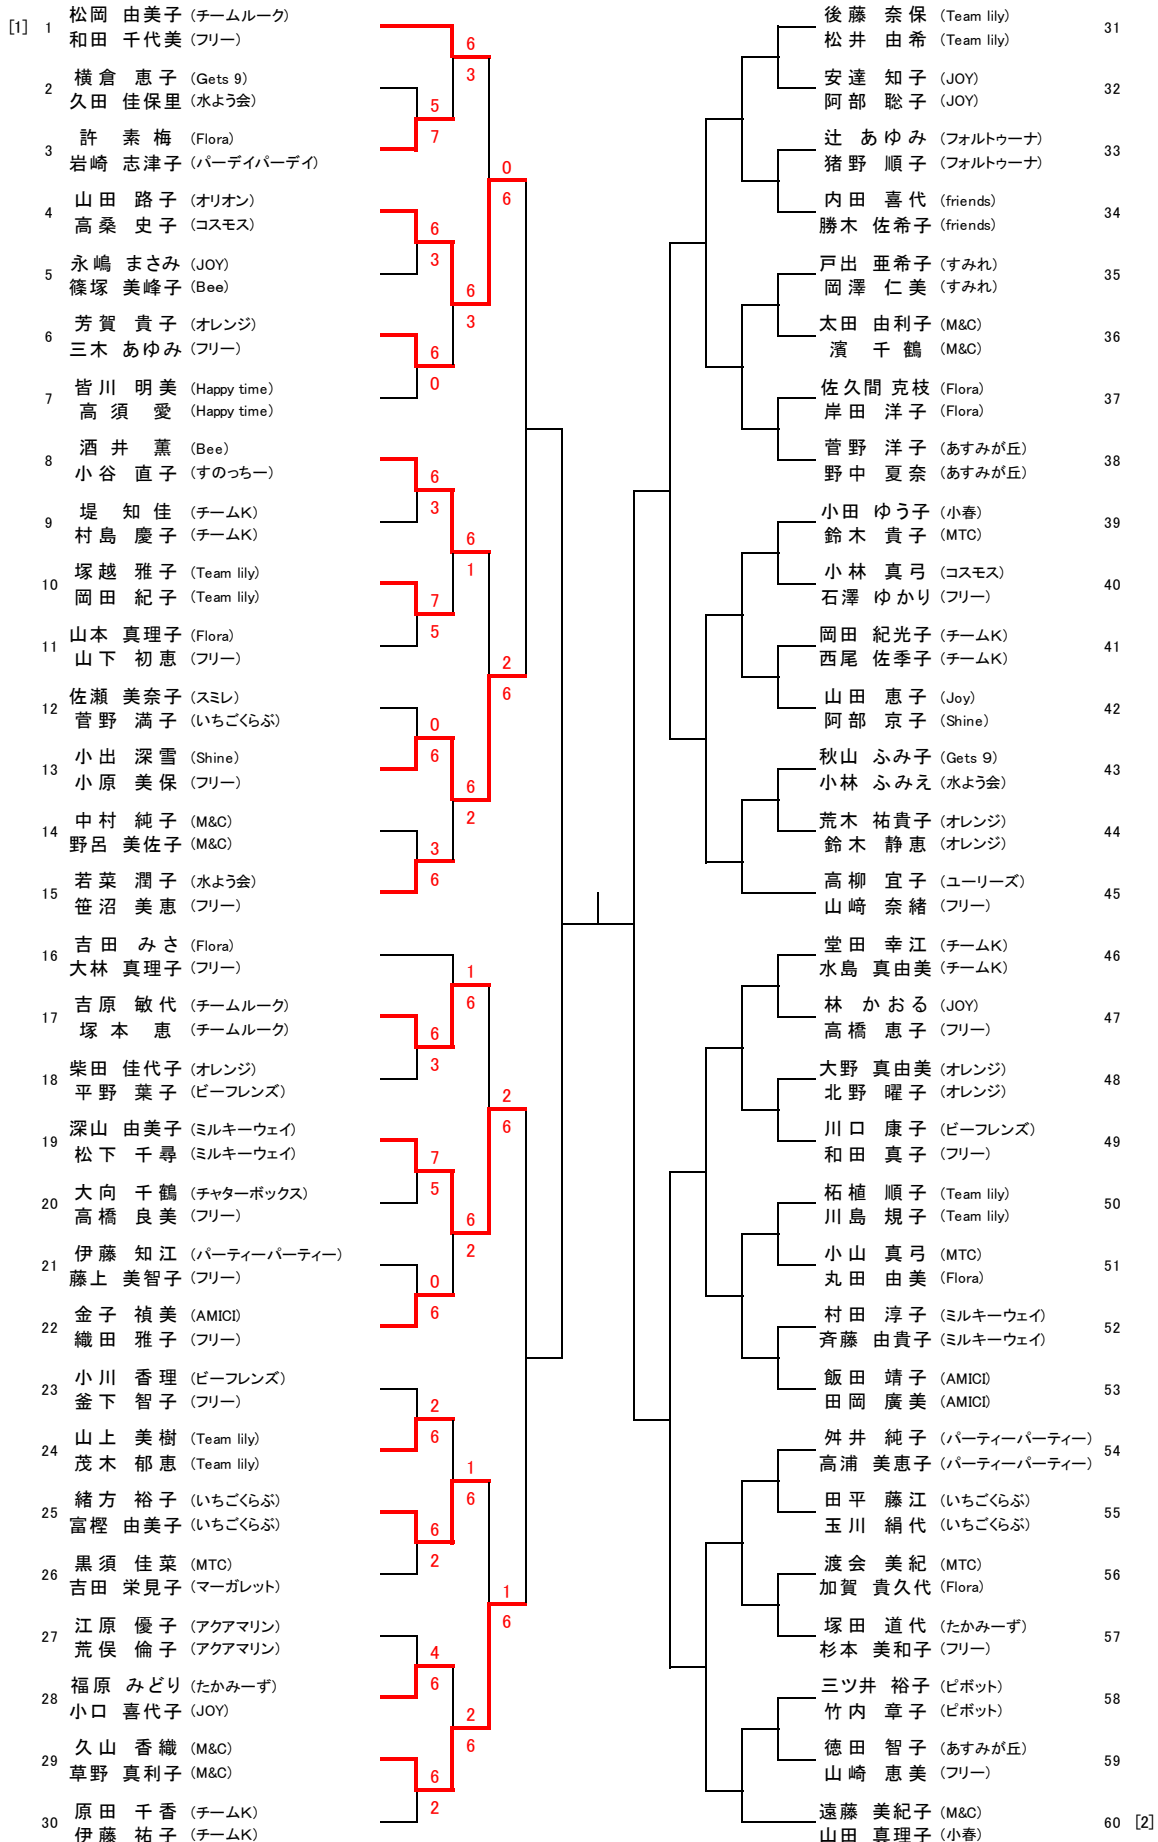 [1] 1 松岡 由美子 (チームルーク)
和田 千代美 (フリー)
2 横倉 恵子 (Gets 9)
久田 佳保里 (水よう会)
3 許 素梅 (Flora)
岩崎 志津子 (パーデイパーデイ)
4 山田 路子 (オリオン)
高桑 史子 (コスモス)
5 永嶋 まさみ (JOY)
篠塚 美峰子 (Bee)
6 芳賀 貴子 (オレンジ)
三木 あゆみ (フリー)
7 皆川 明美 (Happy time)
高須 愛 (Happy time)
8 酒井 薫 (Bee)
小谷 直子 (すのっちー)
9 堤 知佳 (チームK)
村島 慶子 (チームK)
10 塚越 雅子 (Team lily)
岡田 紀子 (Team lily)
11 山本 真理子 (Flora)
山下 初恵 (フリー)
12 佐瀬 美奈子 (スミレ)
菅野 満子 (いちごくらぶ)
13 小出 深雪 (Shine)
小原 美保 (フリー)
14 中村 純子 (M&C)
野呂 美佐子 (M&C)
15 若菜 潤子 (水よう会)
笹沼 美恵 (フリー)
16 吉田 みさ (Flora)
大林 真理子 (フリー)
17 吉原 敏代 (チームルーク)
塚本 恵 (チームルーク)
18 柴田 佳代子 (オレンジ)
平野 葉子 (ビーフレンズ)
19 深山 由美子 (ミルキーウェイ)
松下 千尋 (ミルキーウェイ)
20 大向 千鶴 (チャターボックス)
高橋 良美 (フリー)
21 伊藤 知江 (パーティーパーティー)
藤上 美智子 (フリー)
22 金子 禎美 (AMICI)
織田 雅子 (フリー)
23 小川 香理 (ビーフレンズ)
釜下 智子 (フリー)
24 山上 美樹 (Team lily)
茂木 郁恵 (Team lily)
25 緒方 裕子 (いちごくらぶ)
富樫 由美子 (いちごくらぶ)
26 黒須 佳菜 (MTC)
吉田 栄見子 (マーガレット)
27 江原 優子 (アクアマリン)
荒俣 倫子 (アクアマリン)
28 福原 みどり (たかみーず)
小口 喜代子 (JOY)
29 久山 香織 (M&C)
草野 真利子 (M&C)
30 原田 千香 (チームK)
伊藤 祐子 (チームK)
5
7
6
3
6
0
7
5
6
3
0
6
3
6
6
3
7
5
0
6
2
6
6
2
4
6
6
2
6
3
6
3
6
1
6
2
1
6
6
2
1
6
2
6
0
6
2
6
2
6
1
6
後藤 奈保 (Team lily) 31
松井 由希 (Team lily)
安達 知子 (JOY) 32
阿部 聡子 (JOY)
辻 あゆみ (フォルトゥーナ) 33
猪野 順子 (フォルトゥーナ)
内田 喜代 (friends) 34
勝木 佐希子 (friends)
戸出 亜希子 (すみれ) 35
岡澤 仁美 (すみれ)
太田 由利子 (M&C) 36
濱 千鶴 (M&C)
佐久間 克枝 (Flora) 37
岸田 洋子 (Flora)
菅野 洋子 (あすみが丘) 38
野中 夏奈 (あすみが丘)
小田 ゆう子 (小春) 39
鈴木 貴子 (MTC)
小林 真弓 (コスモス) 40
石澤 ゆかり (フリー)
岡田 紀光子 (チームK) 41
西尾 佐季子 (チームK)
山田 恵子 (Joy) 42
阿部 京子 (Shine)
秋山 ふみ子 (Gets 9) 43
小林 ふみえ (水よう会)
荒木 祐貴子 (オレンジ) 44
鈴木 静恵 (オレンジ)
高柳 宜子 (ユーリーズ) 45
山﨑 奈緒 (フリー)
堂田 幸江 (チームK) 46
水島 真由美 (チームK)
林 かおる (JOY) 47
高橋 恵子 (フリー)
大野 真由美 (オレンジ) 48
北野 曜子 (オレンジ)
川口 康子 (ビーフレンズ) 49
和田 真子 (フリー)
柘植 順子 (Team lily) 50
川島 規子 (Team lily)
小山 真弓 (MTC) 51
丸田 由美 (Flora)
村田 淳子 (ミルキーウェイ) 52
斉藤 由貴子 (ミルキーウェイ)
飯田 靖子 (AMICI) 53
田岡 廣美 (AMICI)
舛井 純子 (パーティーパーティー) 54
高浦 美恵子 (パーティーパーティー)
田平 藤江 (いちごくらぶ) 55
玉川 絹代 (いちごくらぶ)
渡会 美紀 (MTC) 56
加賀 貴久代 (Flora)
塚田 道代 (たかみーず) 57
杉本 美和子 (フリー)
三ツ井 裕子 (ピボット) 58
竹内 章子 (ピボット)
徳田 智子 (あすみが丘) 59
山崎 恵美 (フリー)
遠藤 美紀子 (M&C) 60 [2]
山田 真理子 (小春)